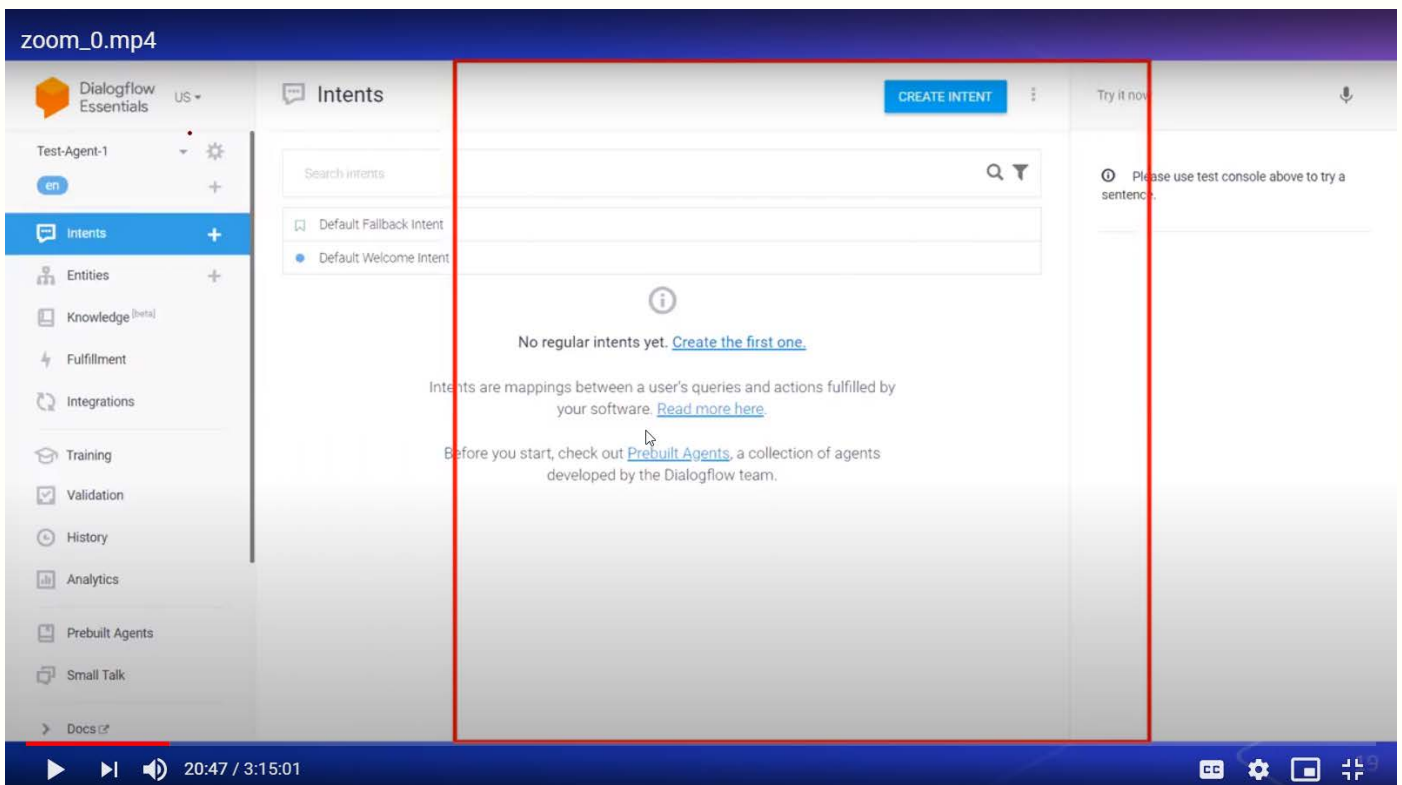 zoom_0.mp4
Dialogflow
Essentials
US
Intents
CREATE INTENT
Try it now
Test-Agent-1
en
Search intents
Please use test console above to try a
sentence.
Default Fallback Intent
Intents
Default Welcome Intent
Entities
Knowledge [beta]
No regular intents yet. Create the first one.
Fulfillment
Intents are mappings between a user's queries and actions fulfilled by
your software. Read more here.
Integrations
Before you start, check out Prebuilt Agents, a collection of agents
developed by the Dialogflow team.
Training
Validation
History
Analytics
Prebuilt Agents
Small Talk
Docs
20:47 / 3:15:01
CC
19